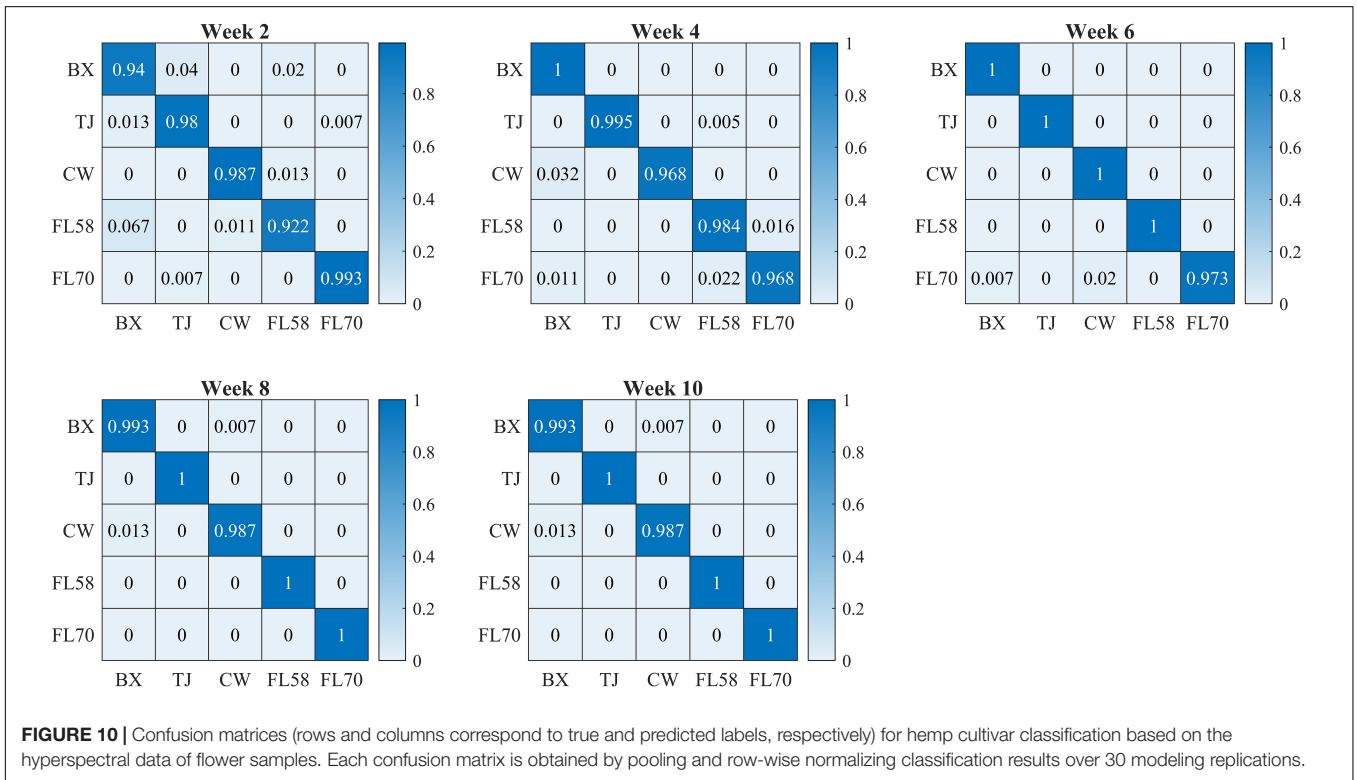 Week 2
BX 0.94 0.04 0 0.02 0
TJ 0.013 0.98 0 0 0.007
CW 0 0 0.987 0.013 0
FL58 0.067 0 0.011 0.922 0
FL70 0 0.007 0 0 0.993
BX TJ CW FL58 FL70
0.8
0.6
0.4
0.2
0
Week 4
1 0 0 0 0
0 0.995 0 0.005 0
0.032 0 0.968 0 0
0 0 0 0.984 0.016
0.011 0 0 0.022 0.968
BX
TJ
CW
FL58
FL70
BX TJ CW FL58 FL70
1
0.8
0.6
0.4
0.2
0
Week 6
BX 1 0 0 0 0
TJ 0 1 0 0 0
CW 0 0 1 0 0
FL58 0 0 0 1 0
FL70 0.007 0 0.02 0 0.973
BX TJ CW FL58 FL70
1
0.8
0.6
0.4
0.2
0
Week 8
BX 0.993 0 0.007 0 0
TJ 0 1 0 0 0
CW 0.013 0 0.987 0 0
FL58 0 0 0 1 0
FL70 0 0 0 0 1
BX TJ CW FL58 FL70
1
0.8
0.6
0.4
0.2
0
Week 10
BX 0.993 0 0.007 0 0
TJ 0 1 0 0 0
CW 0.013 0 0.987 0 0
FL58 0 0 0 1 0
FL70 0 0 0 0 1
BX TJ CW FL58 FL70
1
0.8
0.6
0.4
0.2
0
FIGURE 10 | Confusion matrices (rows and columns correspond to true and predicted labels, respectively) for hemp cultivar classification based on the
hyperspectral data of flower samples. Each confusion matrix is obtained by pooling and row-wise normalizing classification results over 30 modeling replications.